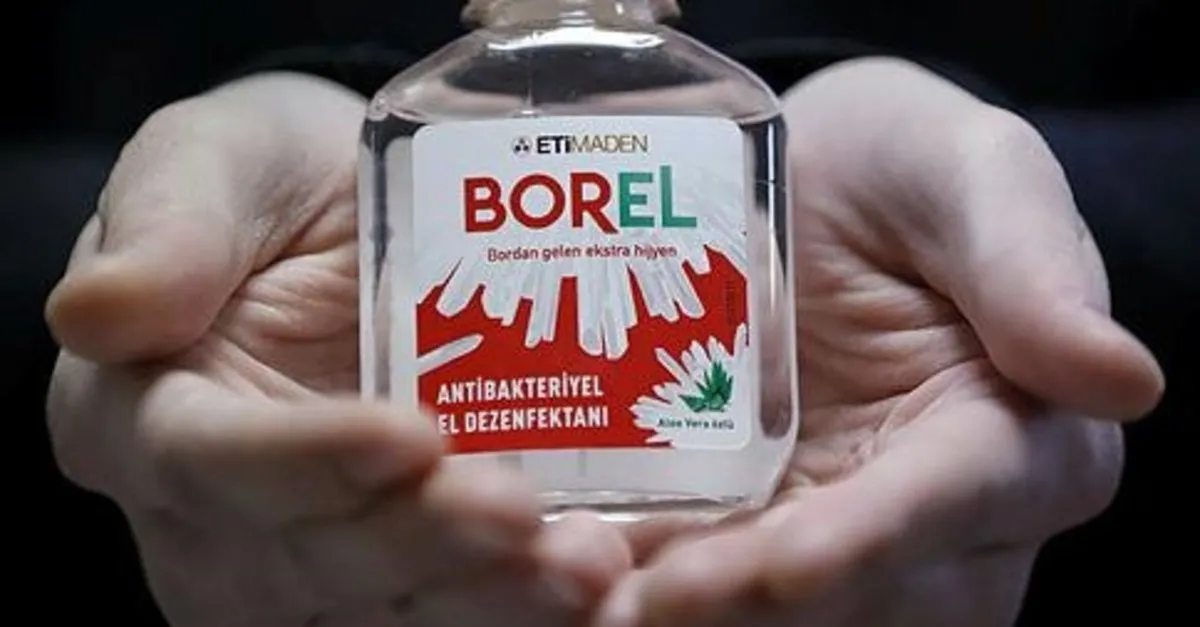 ETİMADEN
BOREL
Bordan gelen ekstra hijyen
ANTİBAKTERİYEL
EL DEZENFEKTANI
Aloe Vera özlü